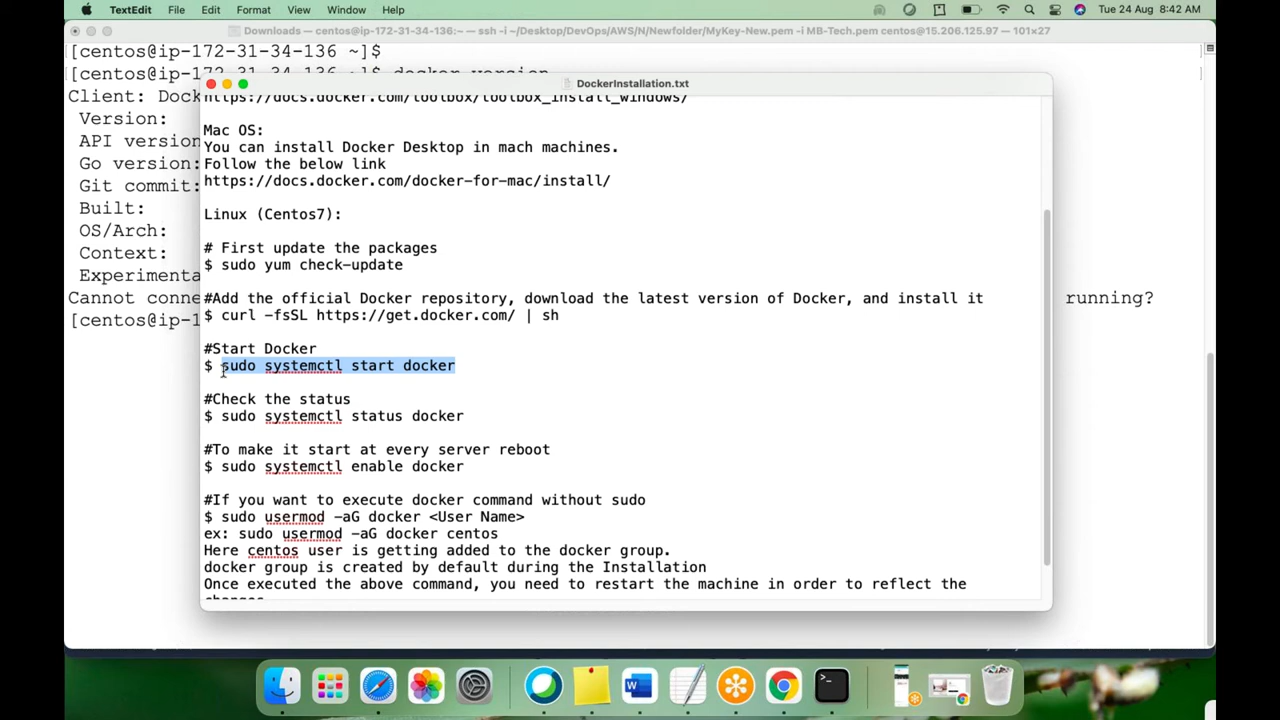 TextEdit File Edit Format View Window Help Tue 24 Aug 8:42 AM
Downloads — centos@ip-172-31-34-136:~ — ssh -i ~/Desktop/DevOps/AWS/N/Newfolder/MyKey-New.pem -i MB-Tech.pem centos@15.206.125.97 — 101×27
[centos@ip-172-31-34-136 ~]$
[centos@ip-172-31-34-136 ~]$ docker version
Client: Dock
Version:
API version
Go version:
Git commit:
Built:
OS/Arch:
Context:
Experimenta
Cannot conne
running?
[centos@ip-1
DockerInstallation.txt
https://docs.docker.com/toolbox/toolbox_install_windows/
Mac OS:
You can install Docker Desktop in mach machines.
Follow the below link
https://docs.docker.com/docker-for-mac/install/
Linux (Centos7):
# First update the packages
$ sudo yum check-update
#Add the official Docker repository, download the latest version of Docker, and install it
$ curl -fsSL https://get.docker.com/ | sh
#Start Docker
$ sudo systemctl start docker
#Check the status
$ sudo systemctl status docker
#To make it start at every server reboot
$ sudo systemctl enable docker
#If you want to execute docker command without sudo
$ sudo usermod -aG docker <User Name>
ex: sudo usermod -aG docker centos
Here centos user is getting added to the docker group.
docker group is created by default during the Installation
Once executed the above command, you need to restart the machine in order to reflect the
changes